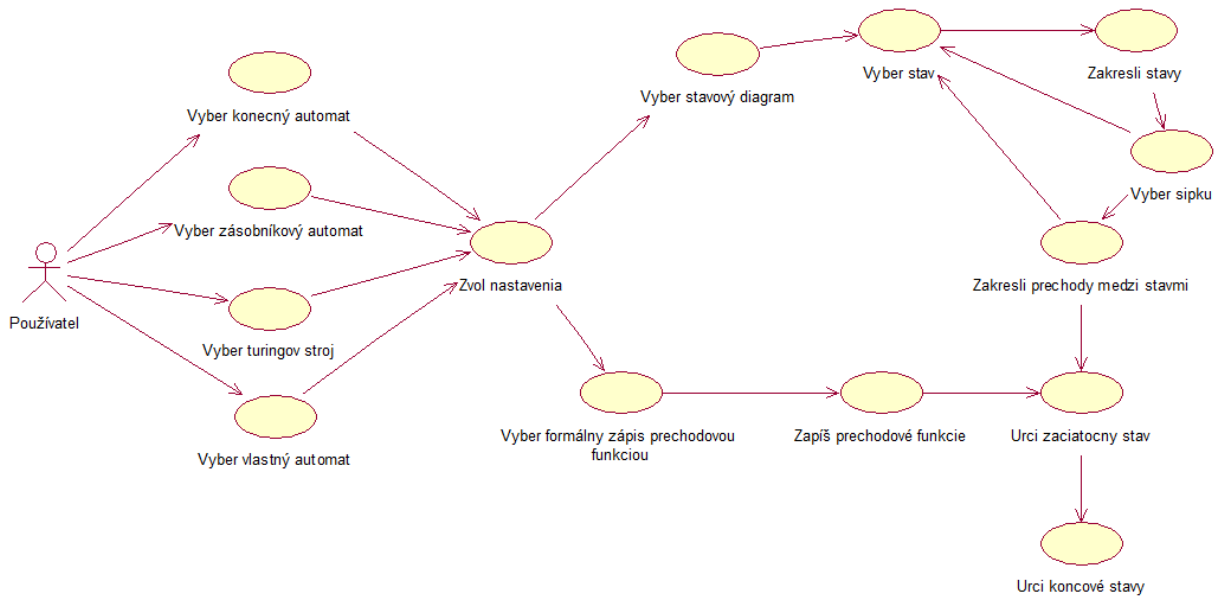 Vyber stav
Zakresli stavy
Vyber stavový diagram
Vyber konecný automat
Vyber sipku
Vyber zásobníkový automat
Zvol nastavenia
Zakresli prechody medzi stavmi
Používatel
Vyber turingov stroj
Vyber formálny zápis prechodovou
funkciou
Zapíš prechodové funkcie
Urci zaciatocny stav
Vyber vlastný automat
Urci koncové stavy